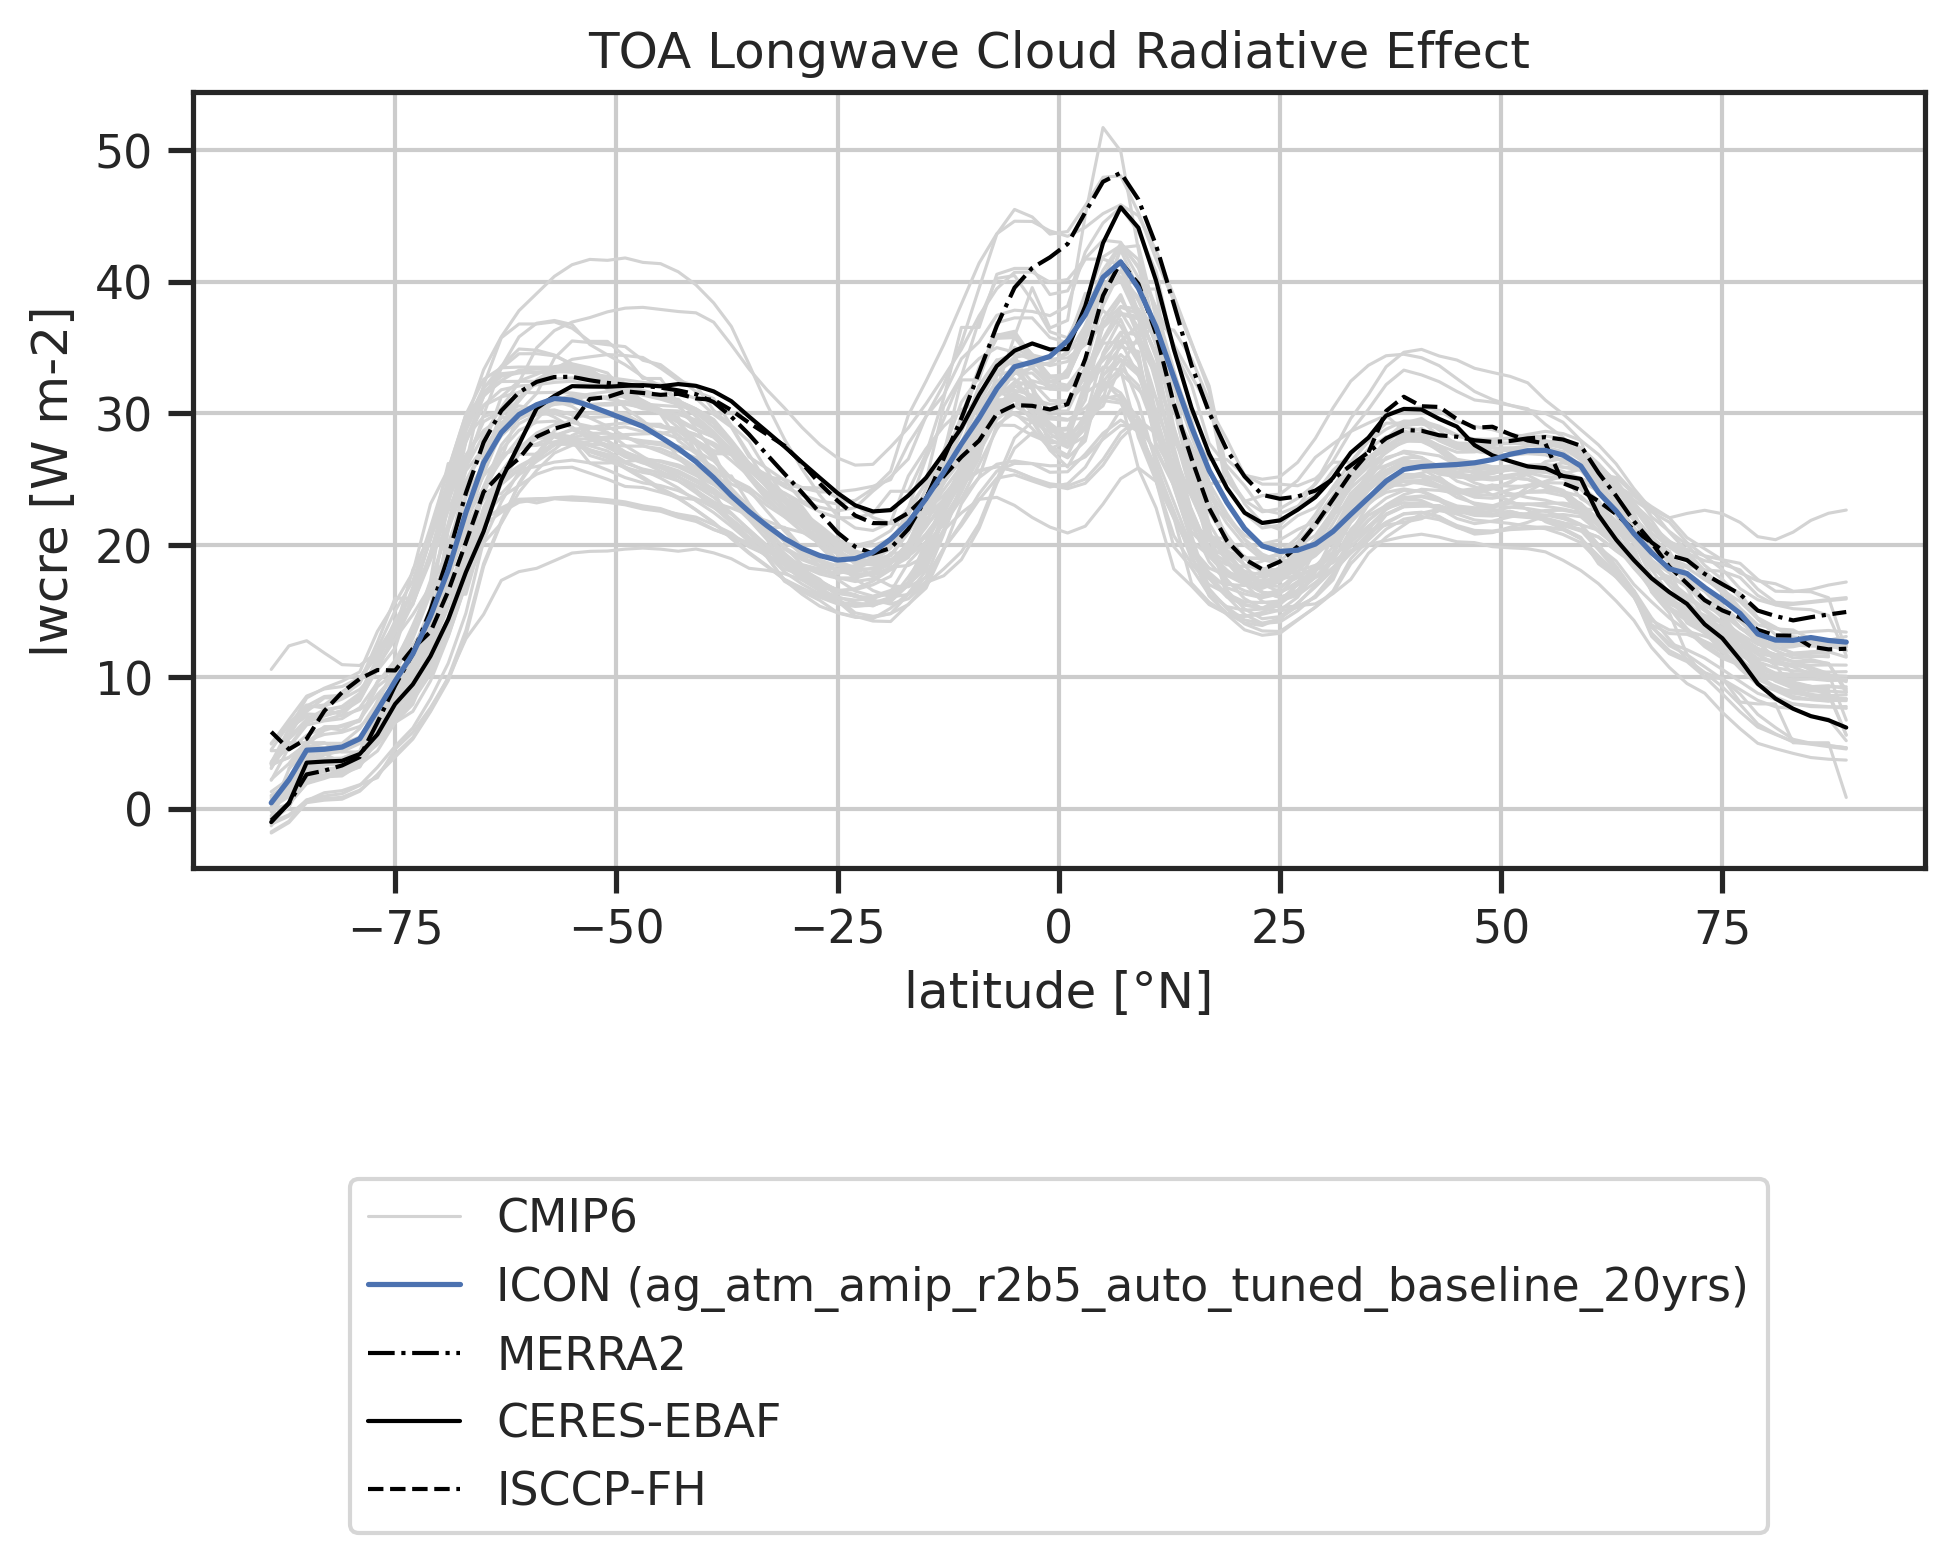 TOA Longwave Cloud Radiative Effect
lwcre [W m-2]
50
40
30
20
10
0
−75 −50 −25 0 25 50 75
latitude [°N]
CMIP6
ICON (ag_atm_amip_r2b5_auto_tuned_baseline_20yrs)
MERRA2
CERES-EBAF
ISCCP-FH